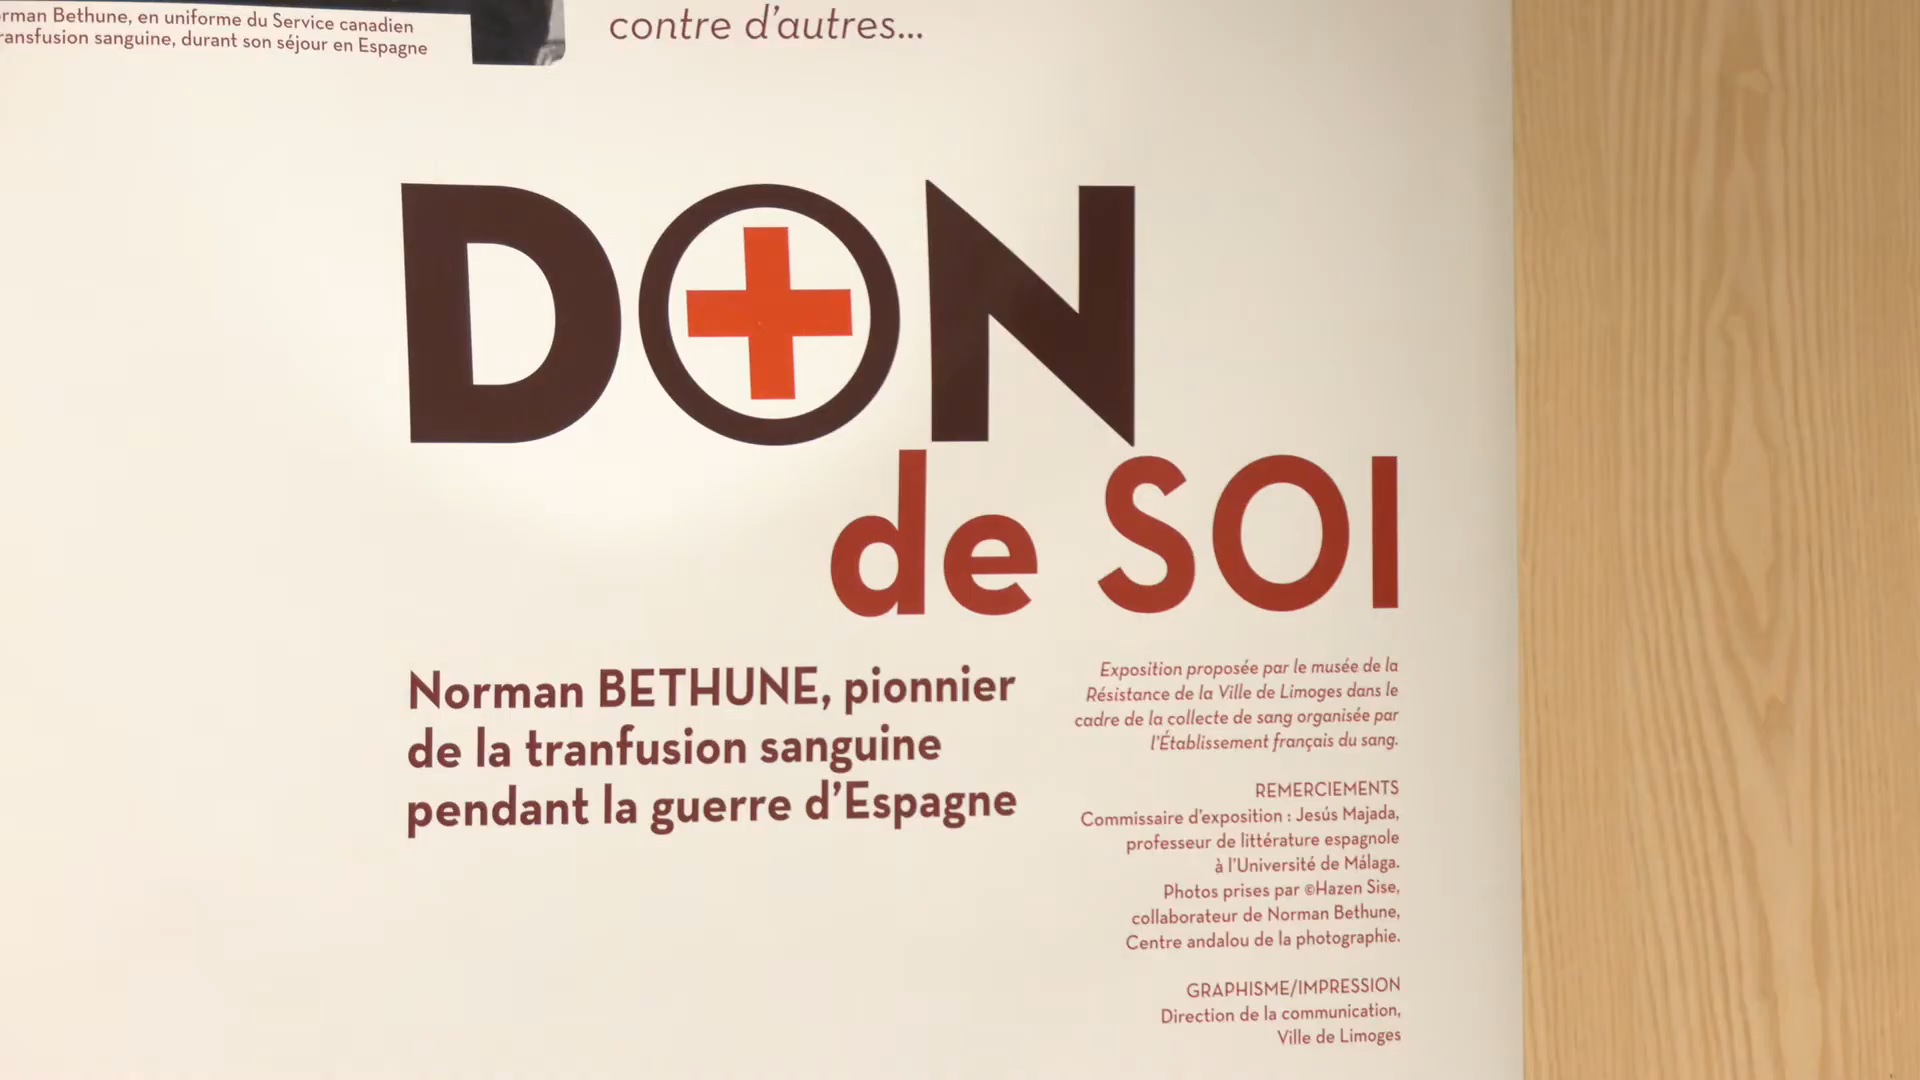 rman Bethune, en uniforme du Service canadien
ransfusion sanguine, durant son séjour en Espagne
contre d'autres...
DON
de SOI
Norman BETHUNE, pionnier
de la tranfusion sanguine
pendant la guerre d'Espagne
Exposition proposée par le musée de la
Résistance de la Ville de Limoges dans le
cadre de la collecte de sang organisée par
l'Établissement français du sang.
REMERCIEMENTS
Commissaire d'exposition : Jesús Majada,
professeur de littérature espagnole
à l'Université de Málaga.
Photos prises par ©Hazen Sise,
collaborateur de Norman Bethune,
Centre andalou de la photographie.
GRAPHISME/IMPRESSION
Direction de la communication,
Ville de Limoges